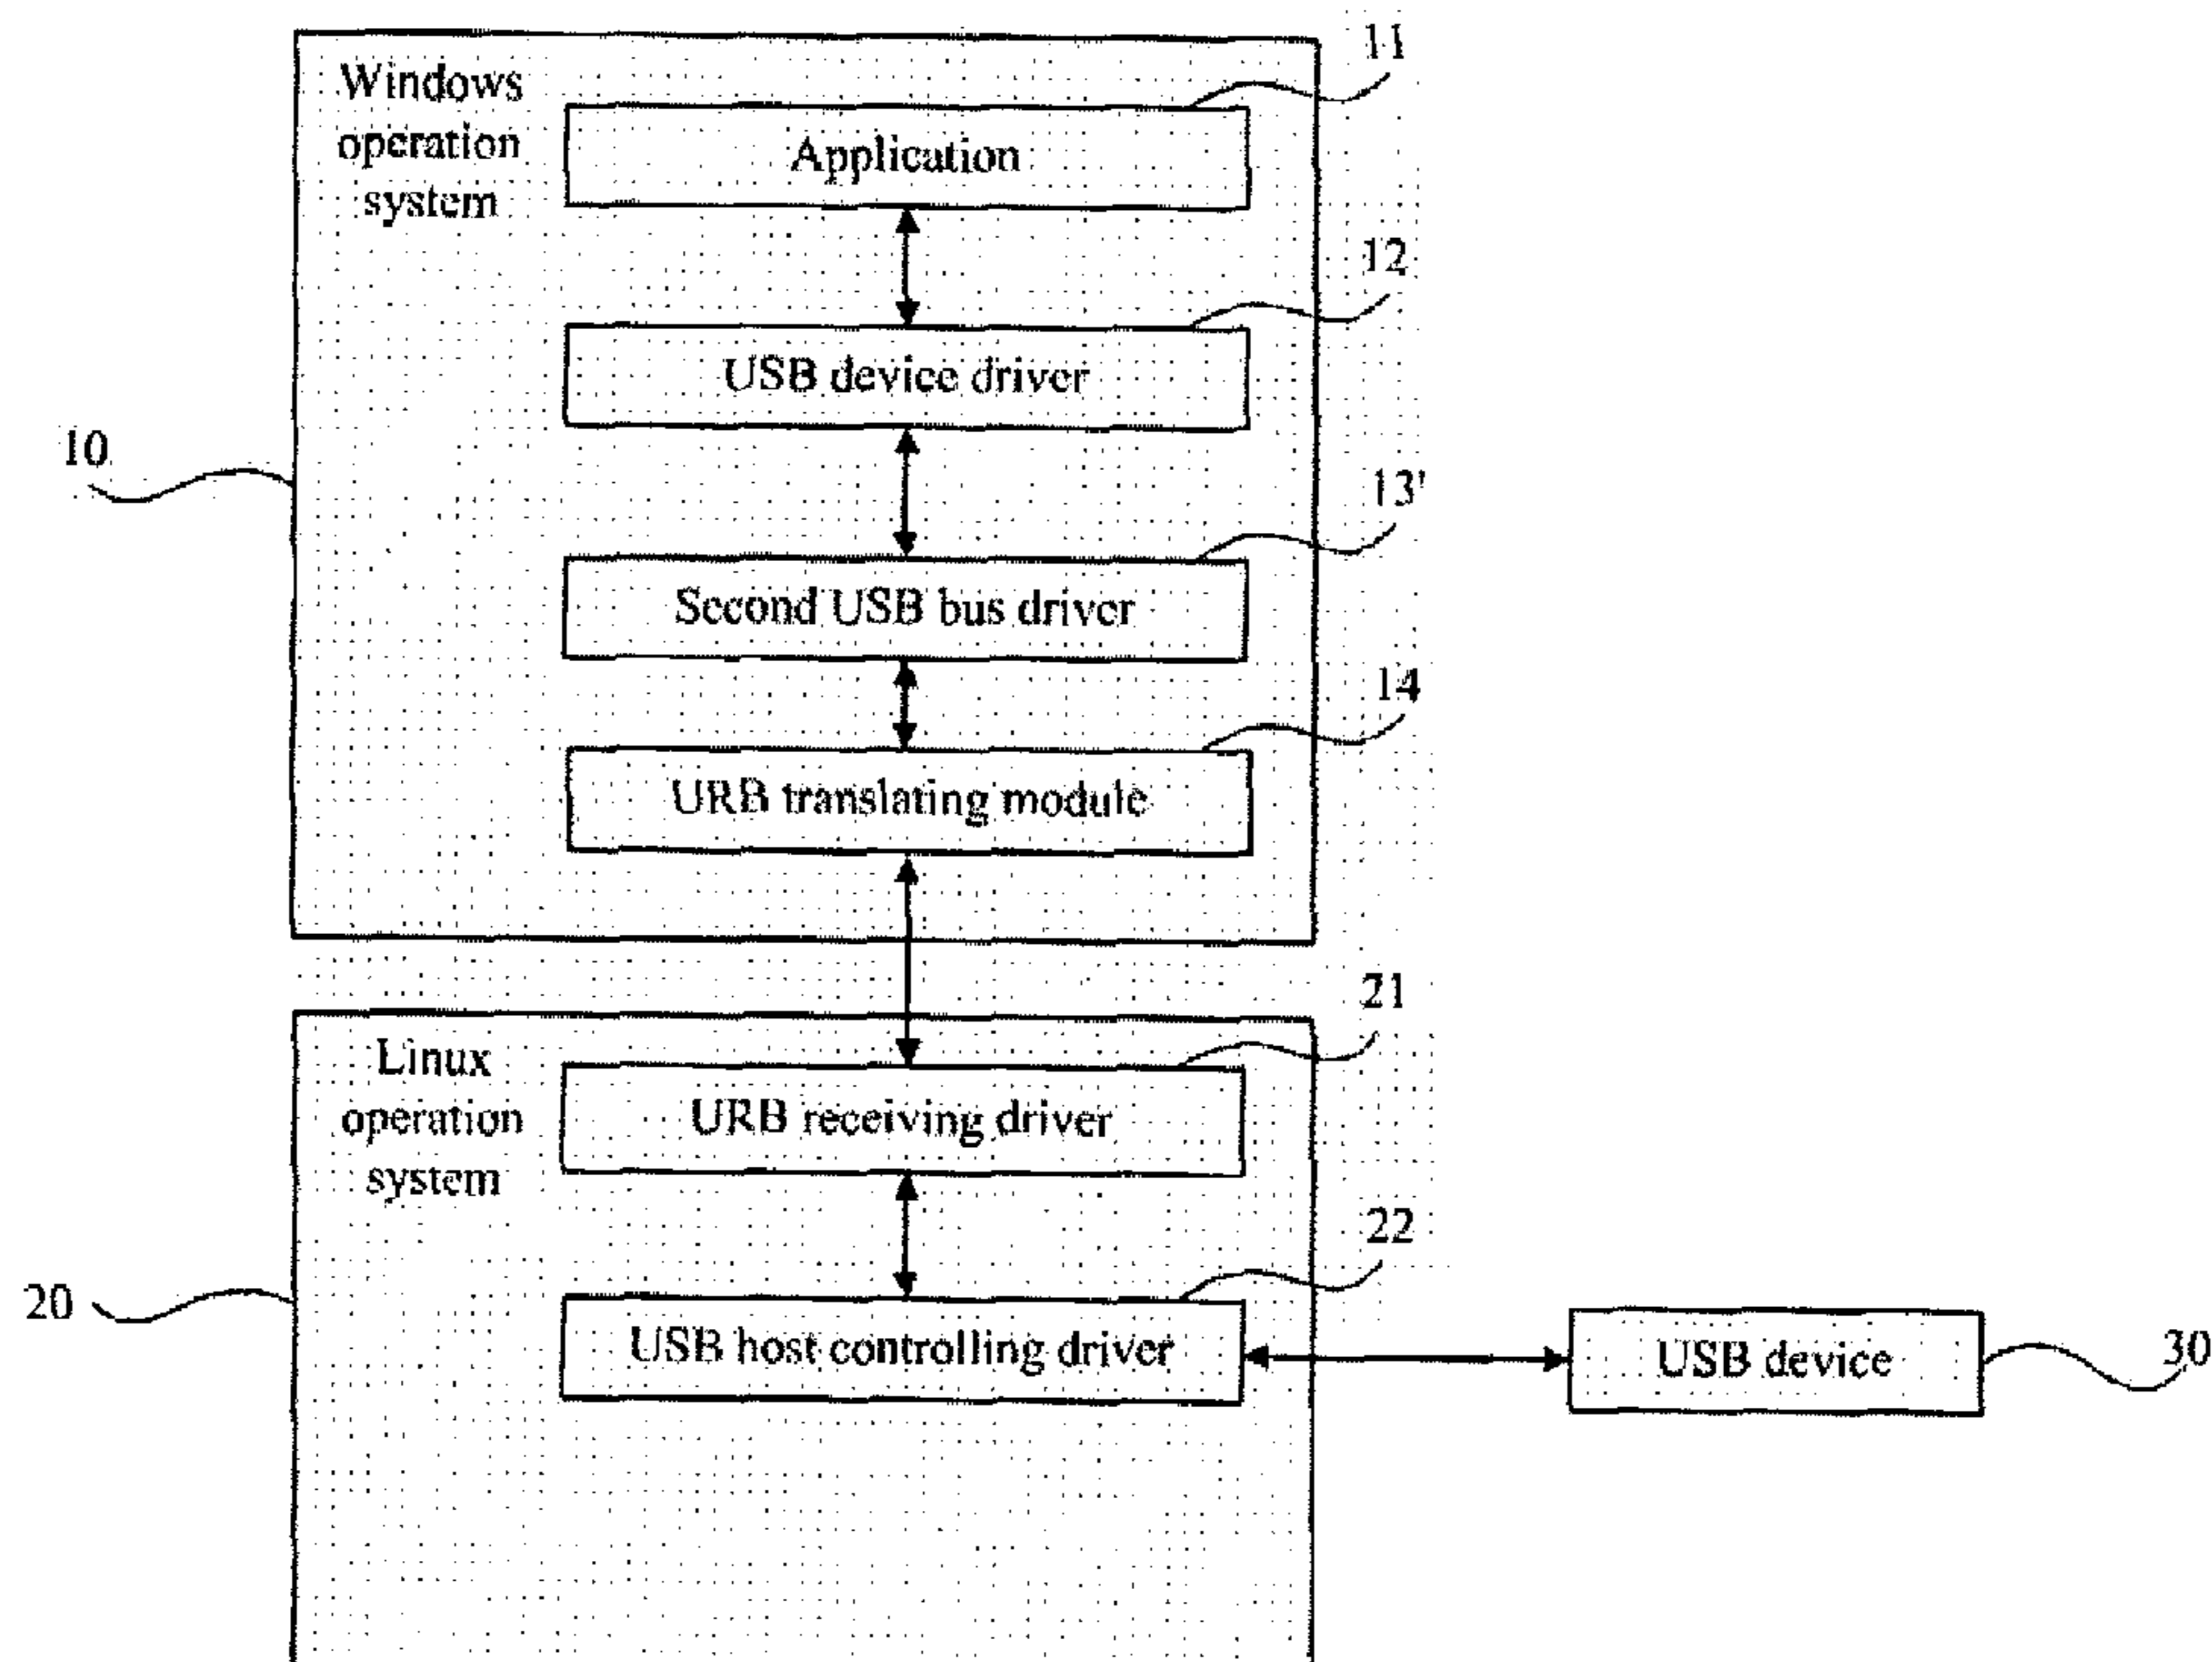 11
Windows
operation
system
Application
12
USB device driver
10
13'
Second USB bus driver
14
URB translating module
21
Linux
operation
system
URB receiving driver
22
20
USB host controlling driver
USB device
30